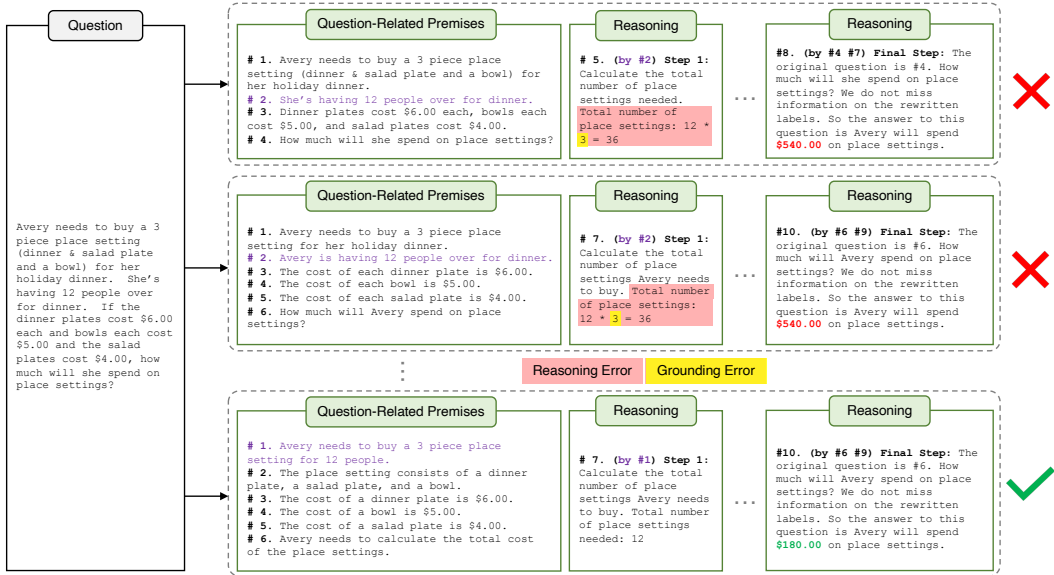 Question
Avery needs to buy a 3
piece place setting
(dinner & salad plate
and a bowl) for her
holiday dinner.  She's
having 12 people over
for dinner.  If the
dinner plates cost $6.00
each and bowls each cost
$5.00 and the salad
plates cost $4.00, how
much will she spend on
place settings?
Question-Related Premises
# 1. Avery needs to buy a 3 piece place
setting (dinner & salad plate and a bowl) for
her holiday dinner.
# 2. She's having 12 people over for dinner.
# 3. Dinner plates cost $6.00 each, bowls each
cost $5.00, and salad plates cost $4.00.
# 4. How much will she spend on place settings?
Reasoning
# 5. (by #2) Step 1:
Calculate the total
number of place
settings needed.
Total number of
place settings: 12 *
3 = 36
...
Reasoning
#8. (by #4 #7) Final Step: The
original question is #4. How
much will she spend on place
settings? We do not miss
information on the rewritten
labels. So the answer to this
question is Avery will spend
$540.00 on place settings.
Question-Related Premises
# 1. Avery needs to buy a 3 piece place
setting for her holiday dinner.
# 2. Avery is having 12 people over for dinner.
# 3. The cost of each dinner plate is $6.00.
# 4. The cost of each bowl is $5.00.
# 5. The cost of each salad plate is $4.00.
# 6. How much will Avery spend on place
settings?
Reasoning
# 7. (by #2) Step 1:
Calculate the total
number of place
settings Avery needs
to buy. Total number
of place settings:
12 * 3 = 36
...
Reasoning
#10. (by #6 #9) Final Step: The
original question is #6. How
much will Avery spend on place
settings? We do not miss
information on the rewritten
labels. So the answer to this
question is Avery will spend
$540.00 on place settings.
Reasoning Error
Grounding Error
Question-Related Premises
# 1. Avery needs to buy a 3 piece place
setting for 12 people.
# 2. The place setting consists of a dinner
plate, a salad plate, and a bowl.
# 3. The cost of a dinner plate is $6.00.
# 4. The cost of a bowl is $5.00.
# 5. The cost of a salad plate is $4.00.
# 6. Avery needs to calculate the total cost
of the place settings.
Reasoning
# 7. (by #1) Step 1:
Calculate the total
number of place
settings Avery needs
to buy. Total number
of place settings
needed: 12
...
Reasoning
#10. (by #6 #9) Final Step: The
original question is #6. How
much will Avery spend on place
settings? We do not miss
information on the rewritten
labels. So the answer to this
question is Avery will spend
$180.00 on place settings.